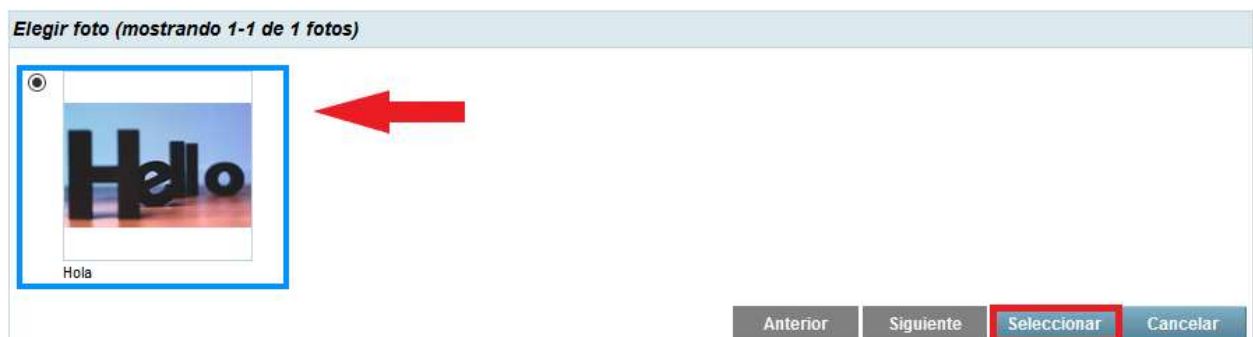 Elegir foto (mostrando 1-1 de 1 fotos)
Hello
Hola
Anterior Siguiente Seleccionar Cancelar